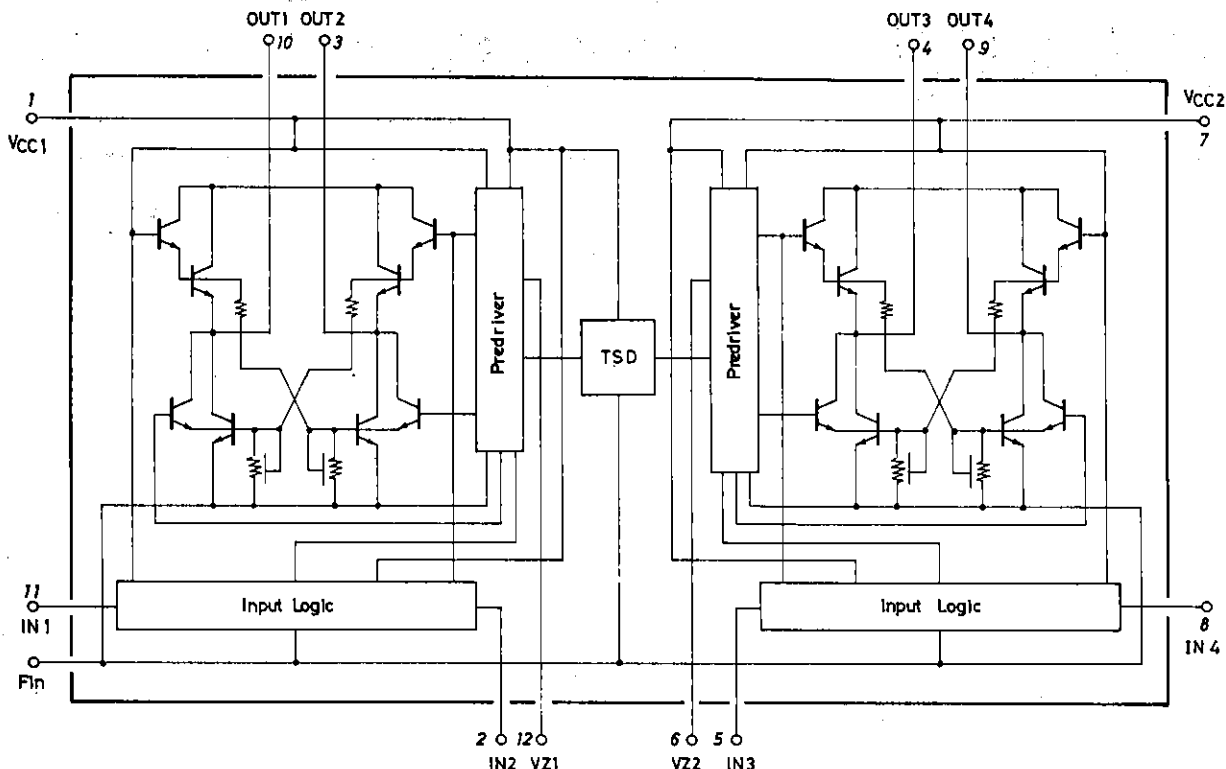 OUT1 OUT2
10 3
OUT3 OUT4
4 9
1
VCC1
VCC2
7
Predriver
TSD
Predriver
11
IN1
Input Logic
Input Logic
8
IN4
Fin
2 12
IN2 VZ1
6 5
VZ2 IN3